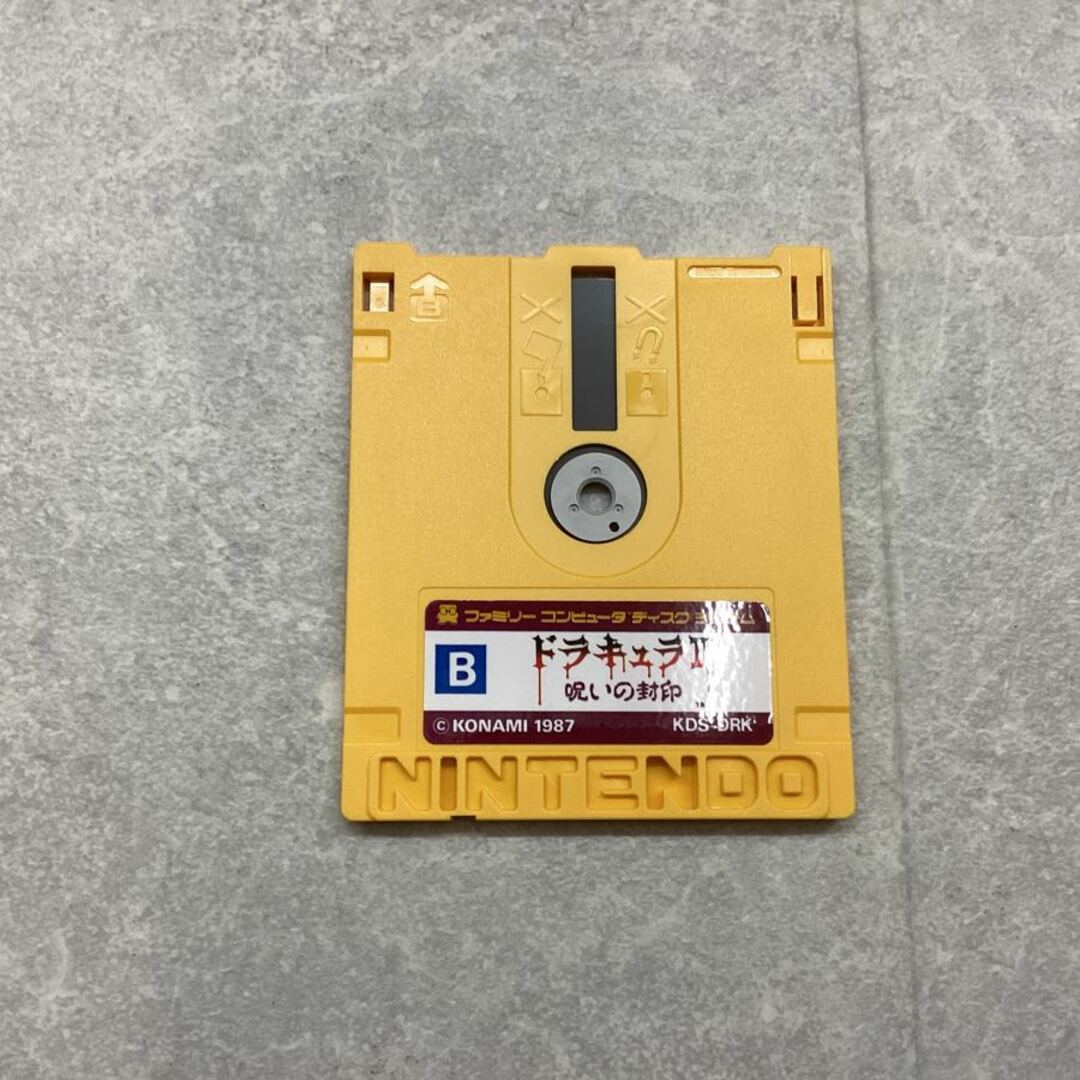 B
ファミリー コンピュータ ディスク システム
B
ドラキュラII
呪いの封印
TM
© KONAMI 1987 KDS-DRK
NINTENDO